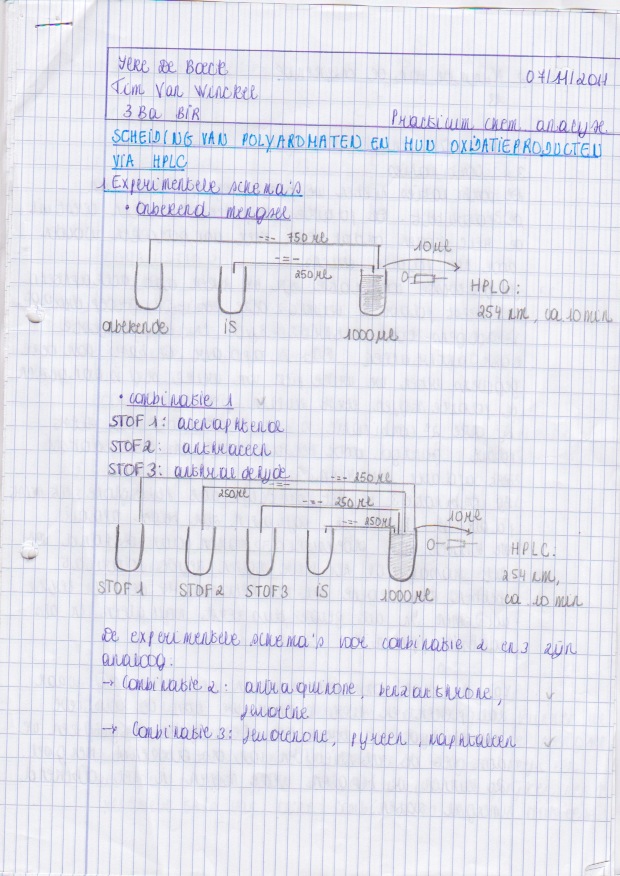 Yere De Boeck
07/11/2011
Tim Van Winckel
3 Ba BIR
Practicum chem. analyse
SCHEIDING VAN POLYAROMATEN EN HUN OXIDATIEPRODUCTEN
VIA HPLC
1 Experimentele schema's
• Onbekend mengsel
-=- 750 µl
10 µl
-=-
250 µl
HPLC:
254 nm, ca. 10 min
onbekende
IS
1000 µl
• Combinatie 1
STOF 1: acenaphtene
STOF 2: anthraceen
STOF 3: anthraldehyde
-=- 250 µl
-=-
250 µl
-=- 250 µl
-=- 250 µl
10 µl
HPLC:
254 nm,
ca. 10 min
STOF 1
STOF 2
STOF 3
IS
1000 µl
De experimentele schema's voor combinatie 2 en 3 zijn
analoog.
→ Combinatie 2: antraquinone, benzanthrone,
fluorene
→ Combinatie 3: fluorenone, pyreen, naphtaleen